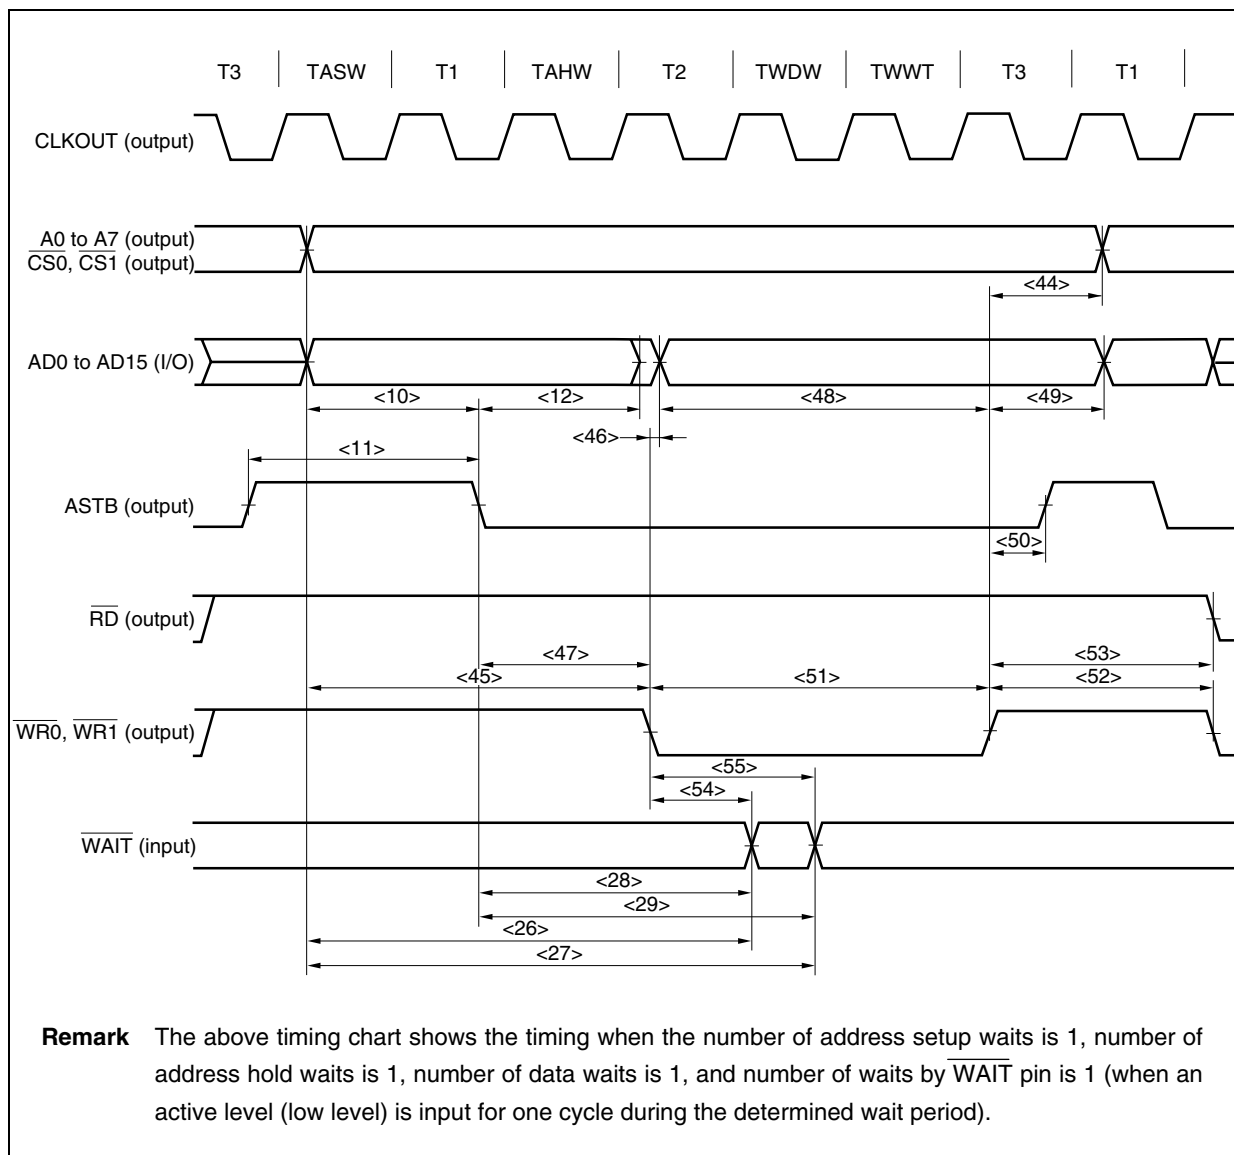 T3 TASW T1 TAHW T2 TWDW TWWT T3 T1
CLKOUT (output)
A0 to A7 (output)
CS0, CS1 (output)
<44>
AD0 to AD15 (I/O)
<10> <12> <48> <49>
<46>
<11>
ASTB (output)
<50>
RD (output)
<47> <53>
<45> <51> <52>
WR0, WR1 (output)
<55>
<54>
WAIT (input)
<28>
<29>
<26>
<27>
Remark The above timing chart shows the timing when the number of address setup waits is 1, number of
address hold waits is 1, number of data waits is 1, and number of waits by WAIT pin is 1 (when an
active level (low level) is input for one cycle during the determined wait period).